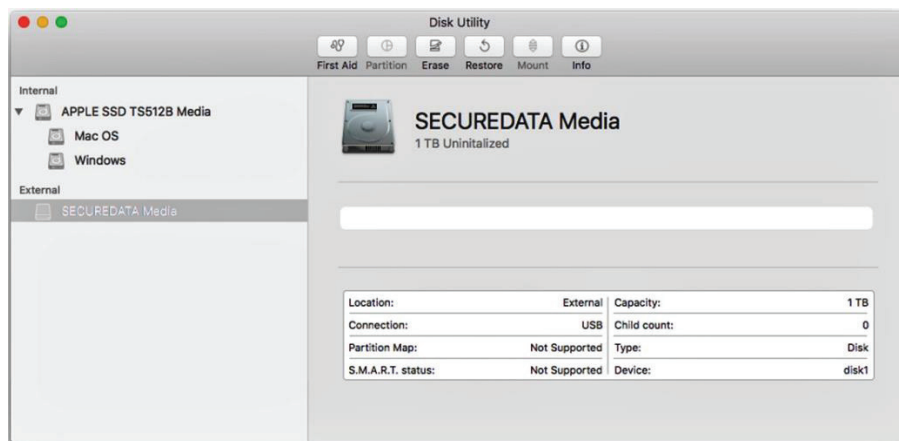 Disk Utility
First Aid Partition Erase Restore Mount Info
Internal
APPLE SSD TS512B Media
Mac OS
Windows
External
SECUREDATA Media
SECUREDATA Media
1 TB Uninitalized
Location: External Capacity: 1 TB
Connection: USB Child count: 0
Partition Map: Not Supported Type: Disk
S.M.A.R.T. status: Not Supported Device: disk1